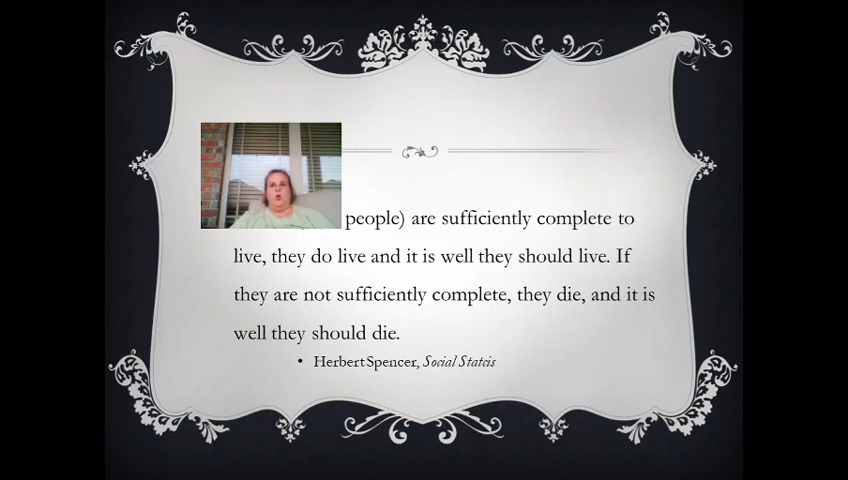 people) are sufficiently complete to
live, they do live and it is well they should live. If
they are not sufficiently complete, they die, and it is
well they should die.
• Herbert Spencer, Social Statcis